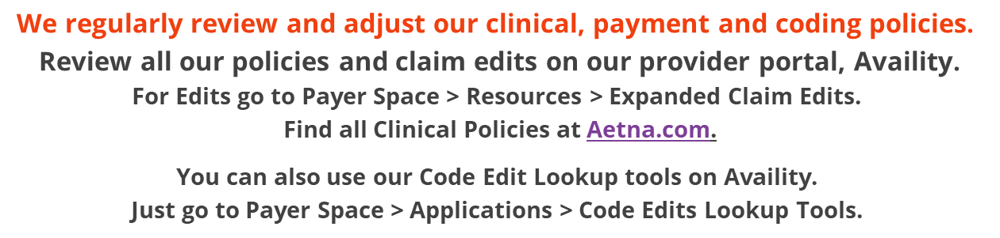 We regularly review and adjust our clinical, payment and coding policies.
Review all our policies and claim edits on our provider portal, Availity.
For Edits go to Payer Space > Resources > Expanded Claim Edits.
Find all Clinical Policies at Aetna.com.
You can also use our Code Edit Lookup tools on Availity.
Just go to Payer Space > Applications > Code Edits Lookup Tools.